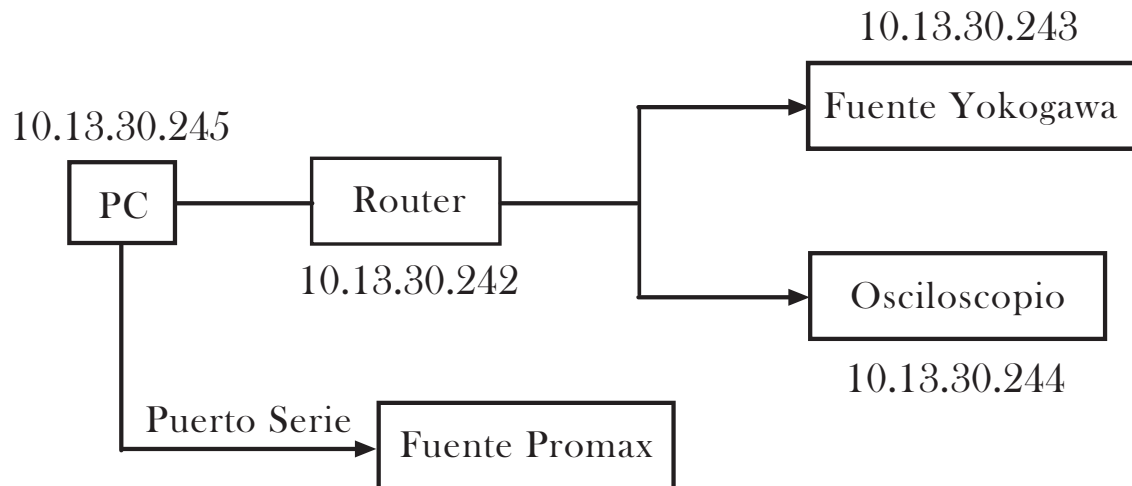 10.13.30.243
Fuente Yokogawa
10.13.30.245
PC
Router
10.13.30.242
Osciloscopio
10.13.30.244
Puerto Serie
Fuente Promax